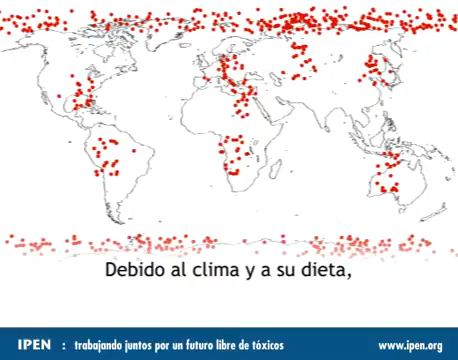 Debido al clima y a su dieta,
IPEN : trabajando juntos por un futuro libre de tóxicos www.ipen.org